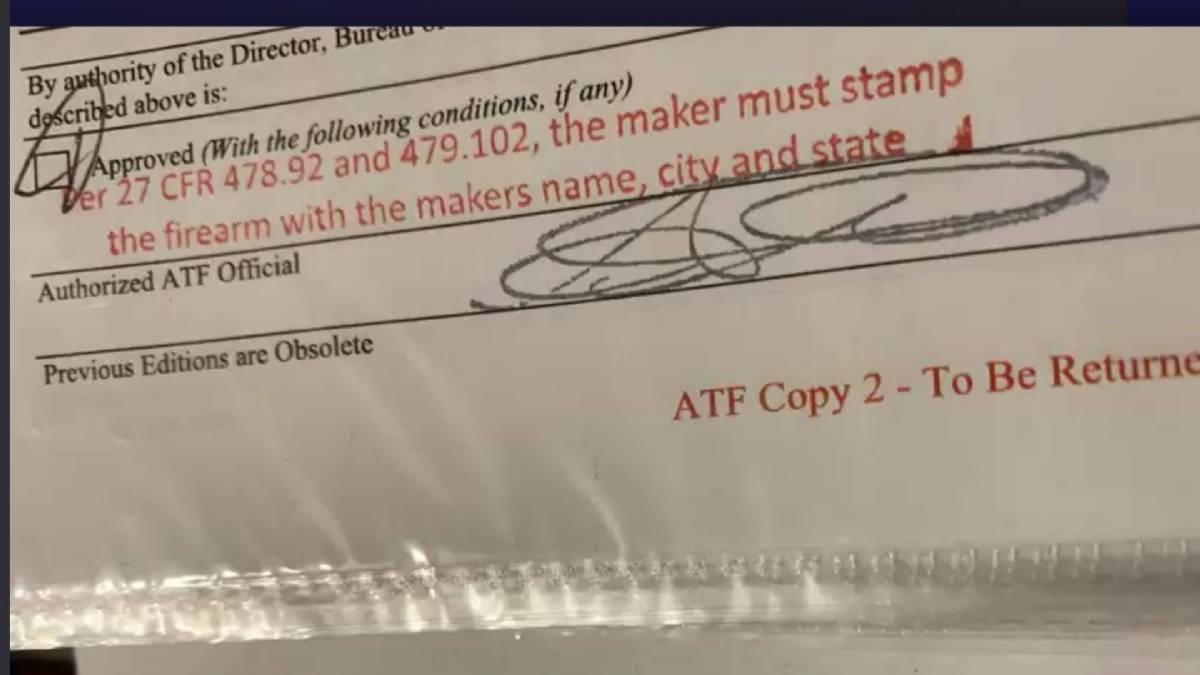 By authority of the Director, Bureau
described above is:
Approved (With the following conditions, if any)
Per 27 CFR 478.92 and 479.102, the maker must stamp
the firearm with the makers name, city and state
Authorized ATF Official
Previous Editions are Obsolete
ATF Copy 2 - To Be Returne